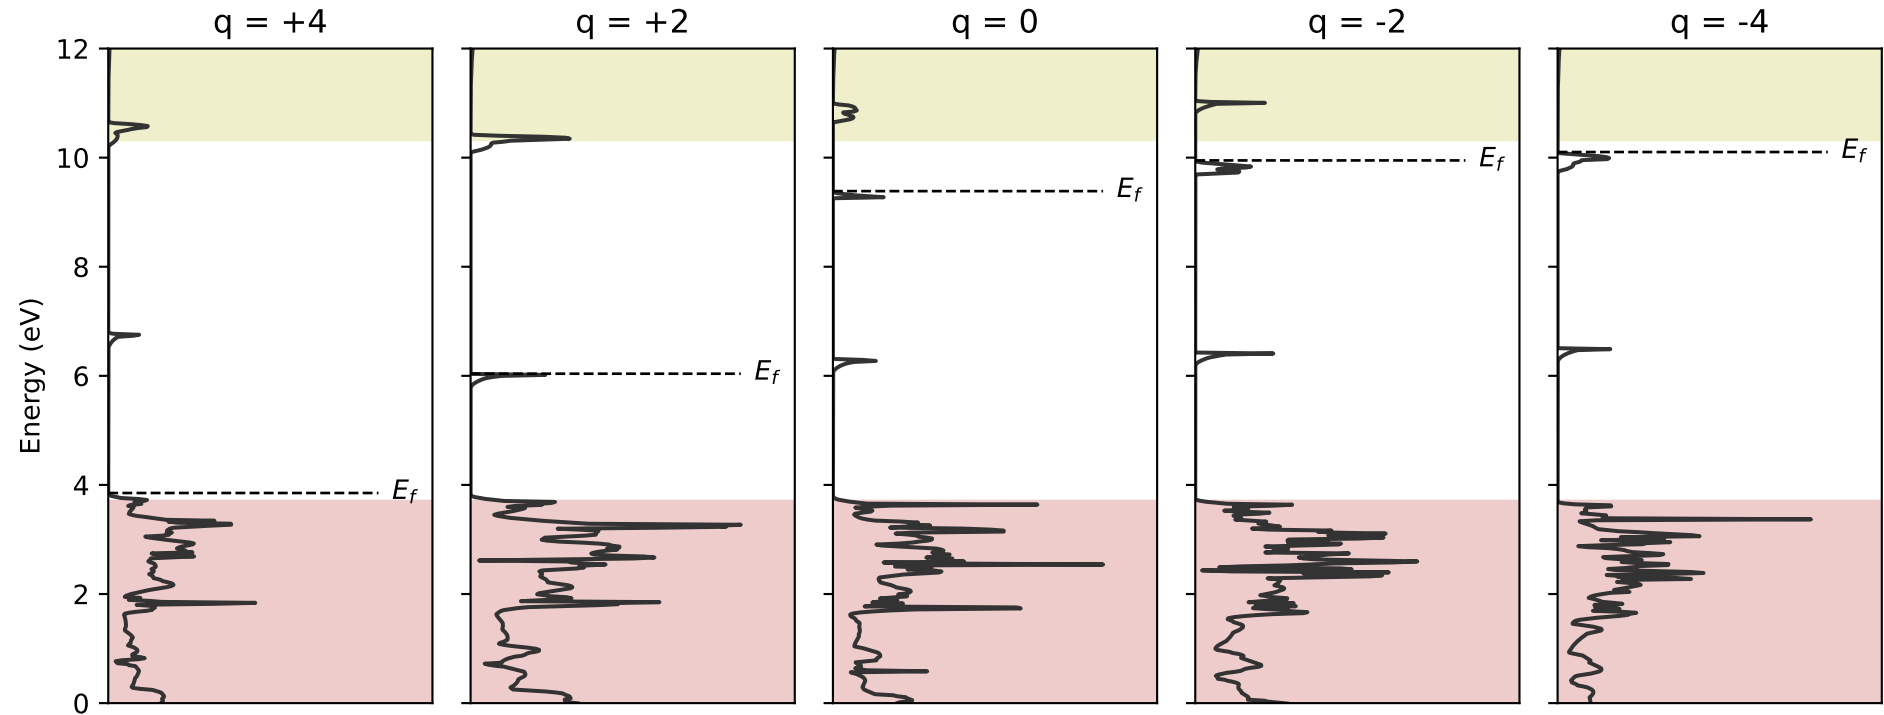 q = +4
q = +2
q = 0
q = -2
q = -4
Energy (eV)
12
10
8
6
4
2
0
E_f
E_f
E_f
E_f
E_f